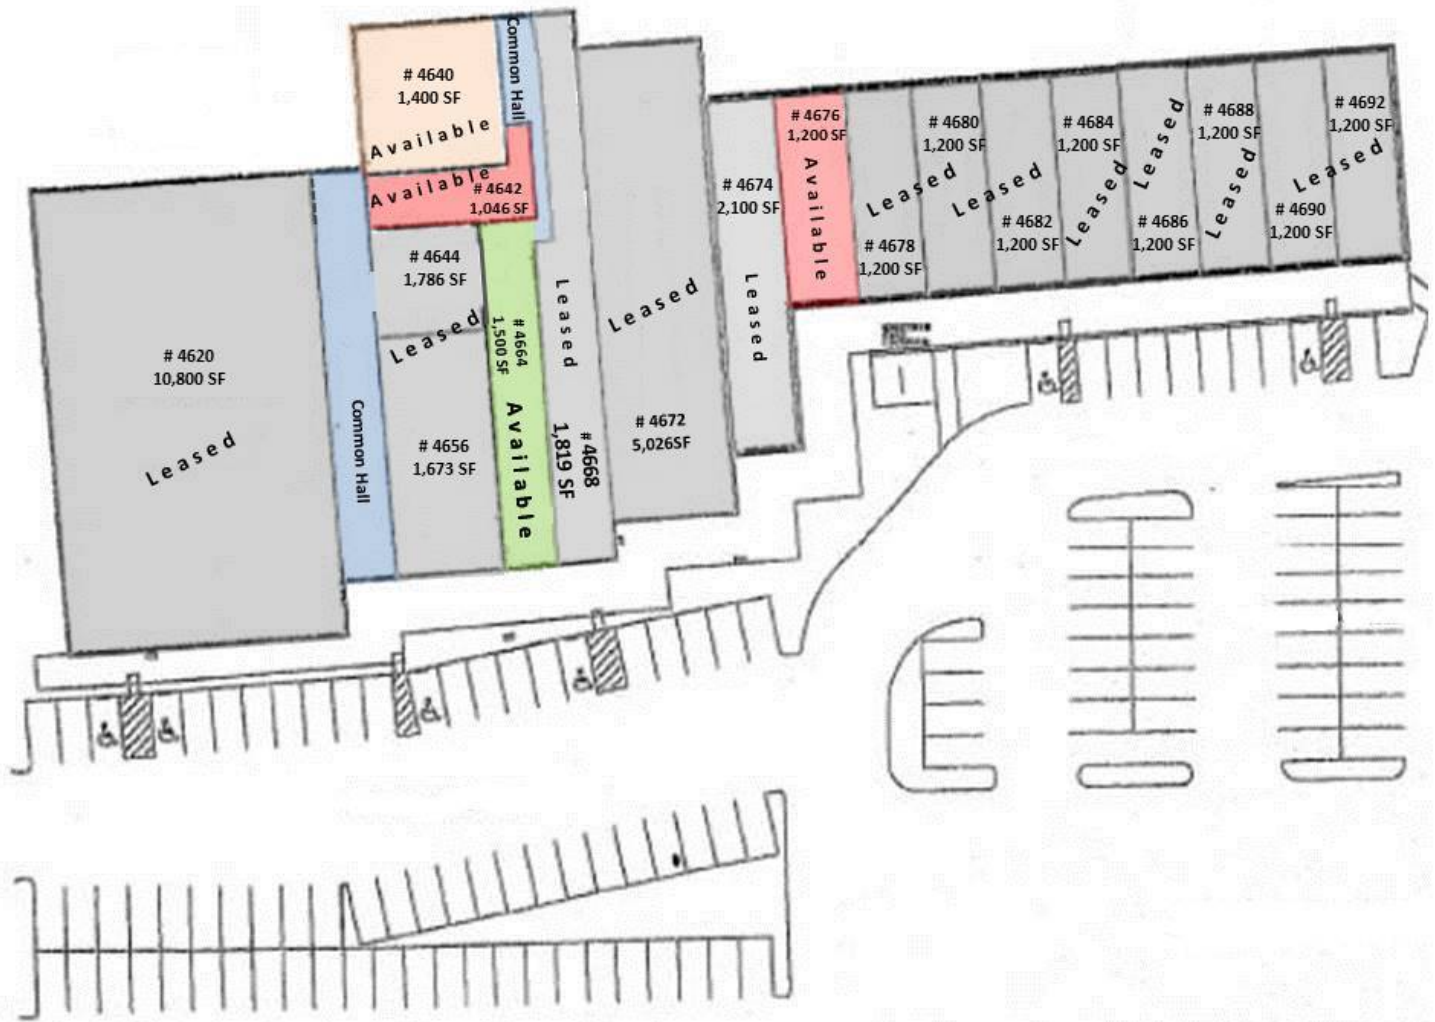 # 4640
1,400 SF
Available
Common Hall
Available
# 4642
1,046 SF
# 4644
1,786 SF
Leased
# 4656
1,673 SF
# 4620
10,800 SF
Leased
Common Hall
#4664
1,500 SF
Available
Leased
#4668
1,819 SF
Leased
# 4672
5,026SF
# 4674
2,100 SF
Leased
# 4676
1,200 SF
Available
Leased
# 4678
1,200 SF
# 4680
1,200 SF
Leased
# 4682
1,200 SF
# 4684
1,200 SF
Leased
Leased
# 4686
1,200 SF
# 4688
1,200 SF
Leased
# 4690
1,200 SF
# 4692
1,200 SF
Leased